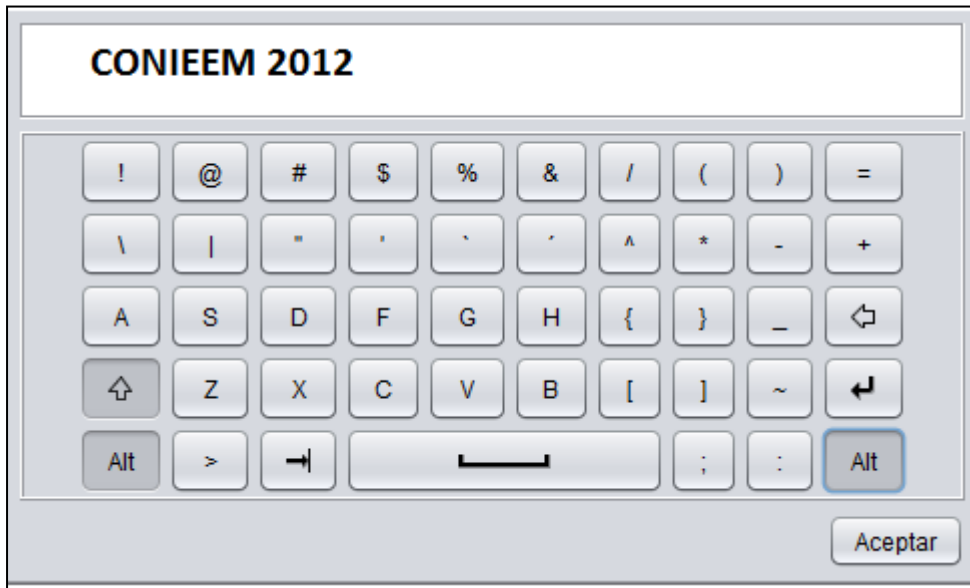 CONIEEM 2012
! @ # $ % & / ( ) =
\ | " ' ` ´ ^ * - +
A S D F G H { } _
Z X C V B [ ] ~
Alt > ; : Alt
Aceptar